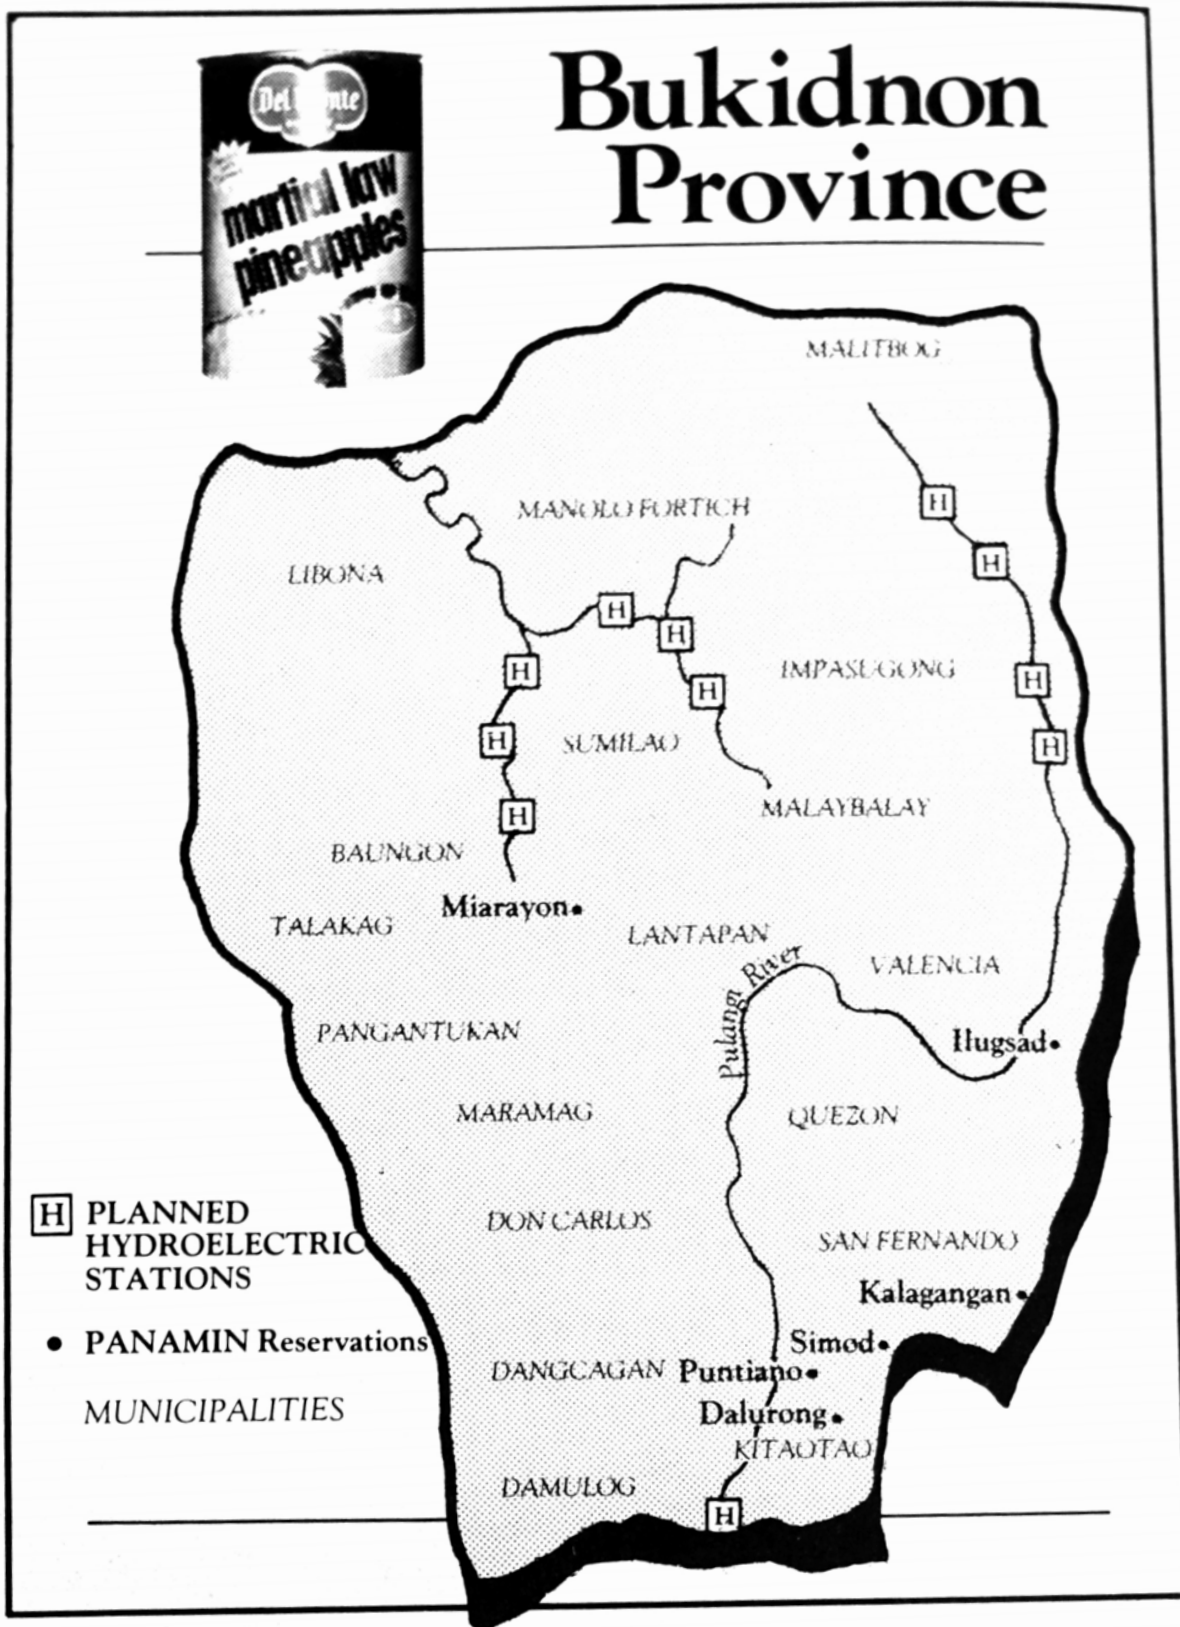 Bukidnon
Province
Del Monte
martial law
pineapples
MALITBOG
MANOLO FORTICH
LIBONA
H
H
H
H
H
IMPASUGONG
H
H
H
SUMILAO
H
H
MALAYBALAY
H
BAUNGON
Miarayon
TALAKAG
LANTAPAN
VALENCIA
Pulangi River
PANGANTUKAN
Ilugsad
MARAMAG
QUEZON
H PLANNED
HYDROELECTRIC
STATIONS
DON CARLOS
SAN FERNANDO
Kalagangan
PANAMIN Reservations
Simod
DANGCAGAN
Puntiano
MUNICIPALITIES
Dalurong
KITAOTAO
DAMULOG
H